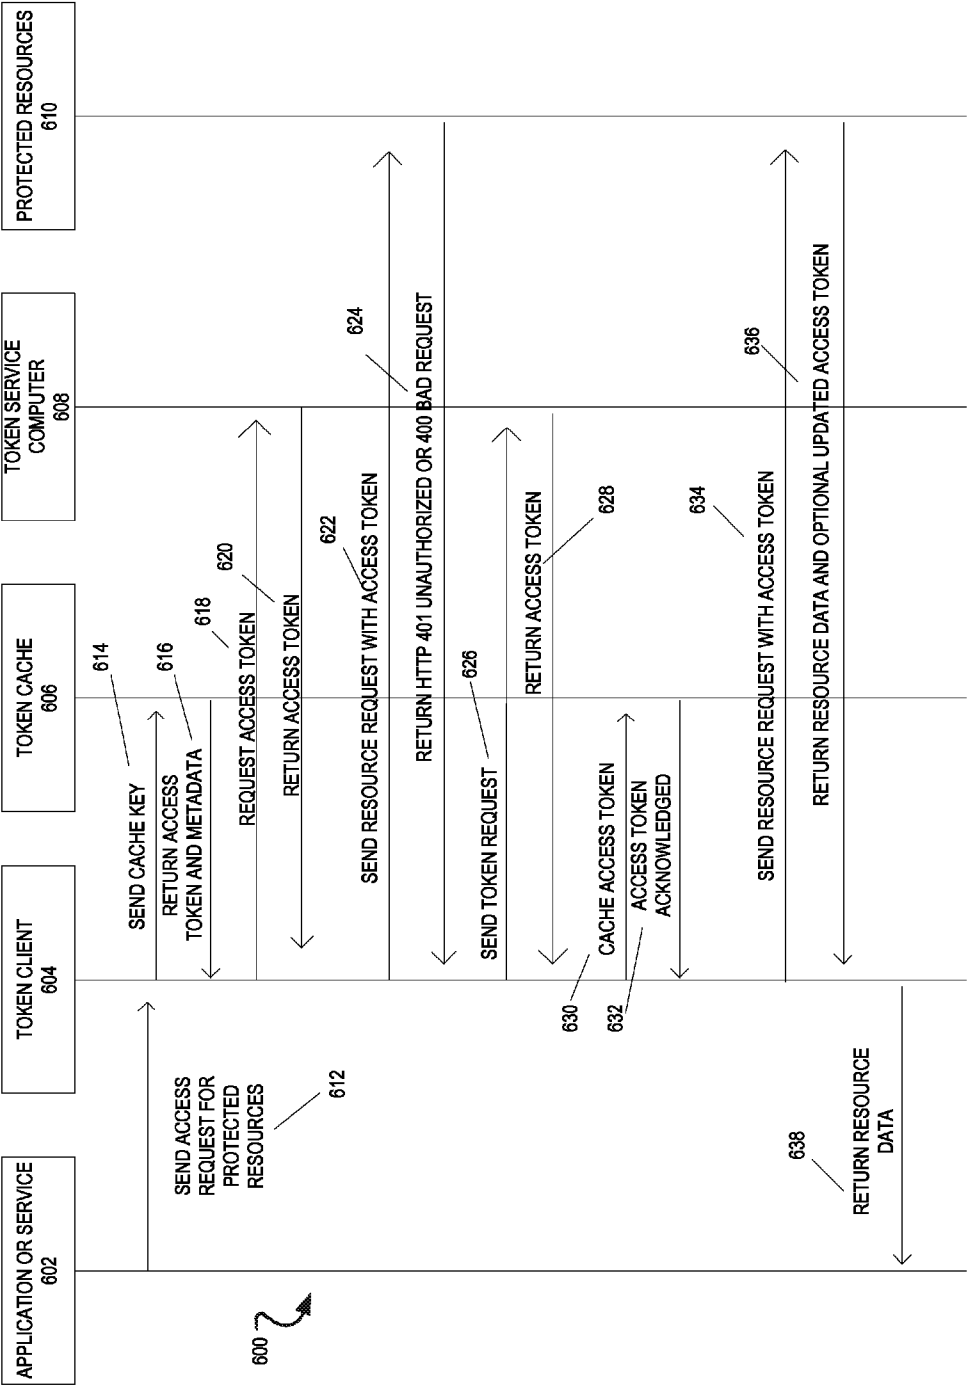 APPLICATION OR SERVICE
602
TOKEN CLIENT
604
TOKEN CACHE
606
TOKEN SERVICE
COMPUTER
608
PROTECTED RESOURCES
610
600
SEND ACCESS
REQUEST FOR
PROTECTED
RESOURCES
612
SEND CACHE KEY
614
RETURN ACCESS
TOKEN AND METADATA
616
REQUEST ACCESS TOKEN
618
RETURN ACCESS TOKEN
620
SEND RESOURCE REQUEST WITH ACCESS TOKEN
622
RETURN HTTP 401 UNAUTHORIZED OR 400 BAD REQUEST
624
SEND TOKEN REQUEST
626
RETURN ACCESS TOKEN
628
CACHE ACCESS TOKEN
630
ACCESS TOKEN
ACKNOWLEDGED
632
SEND RESOURCE REQUEST WITH ACCESS TOKEN
634
RETURN RESOURCE DATA AND OPTIONAL UPDATED ACCESS TOKEN
636
RETURN RESOURCE
DATA
638